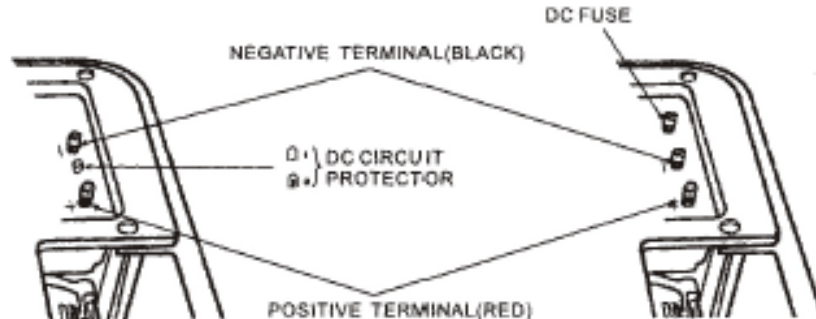 DC FUSE
NEGATIVE TERMINAL(BLACK)
DC CIRCUIT
PROTECTOR
POSITIVE TERMINAL(RED)